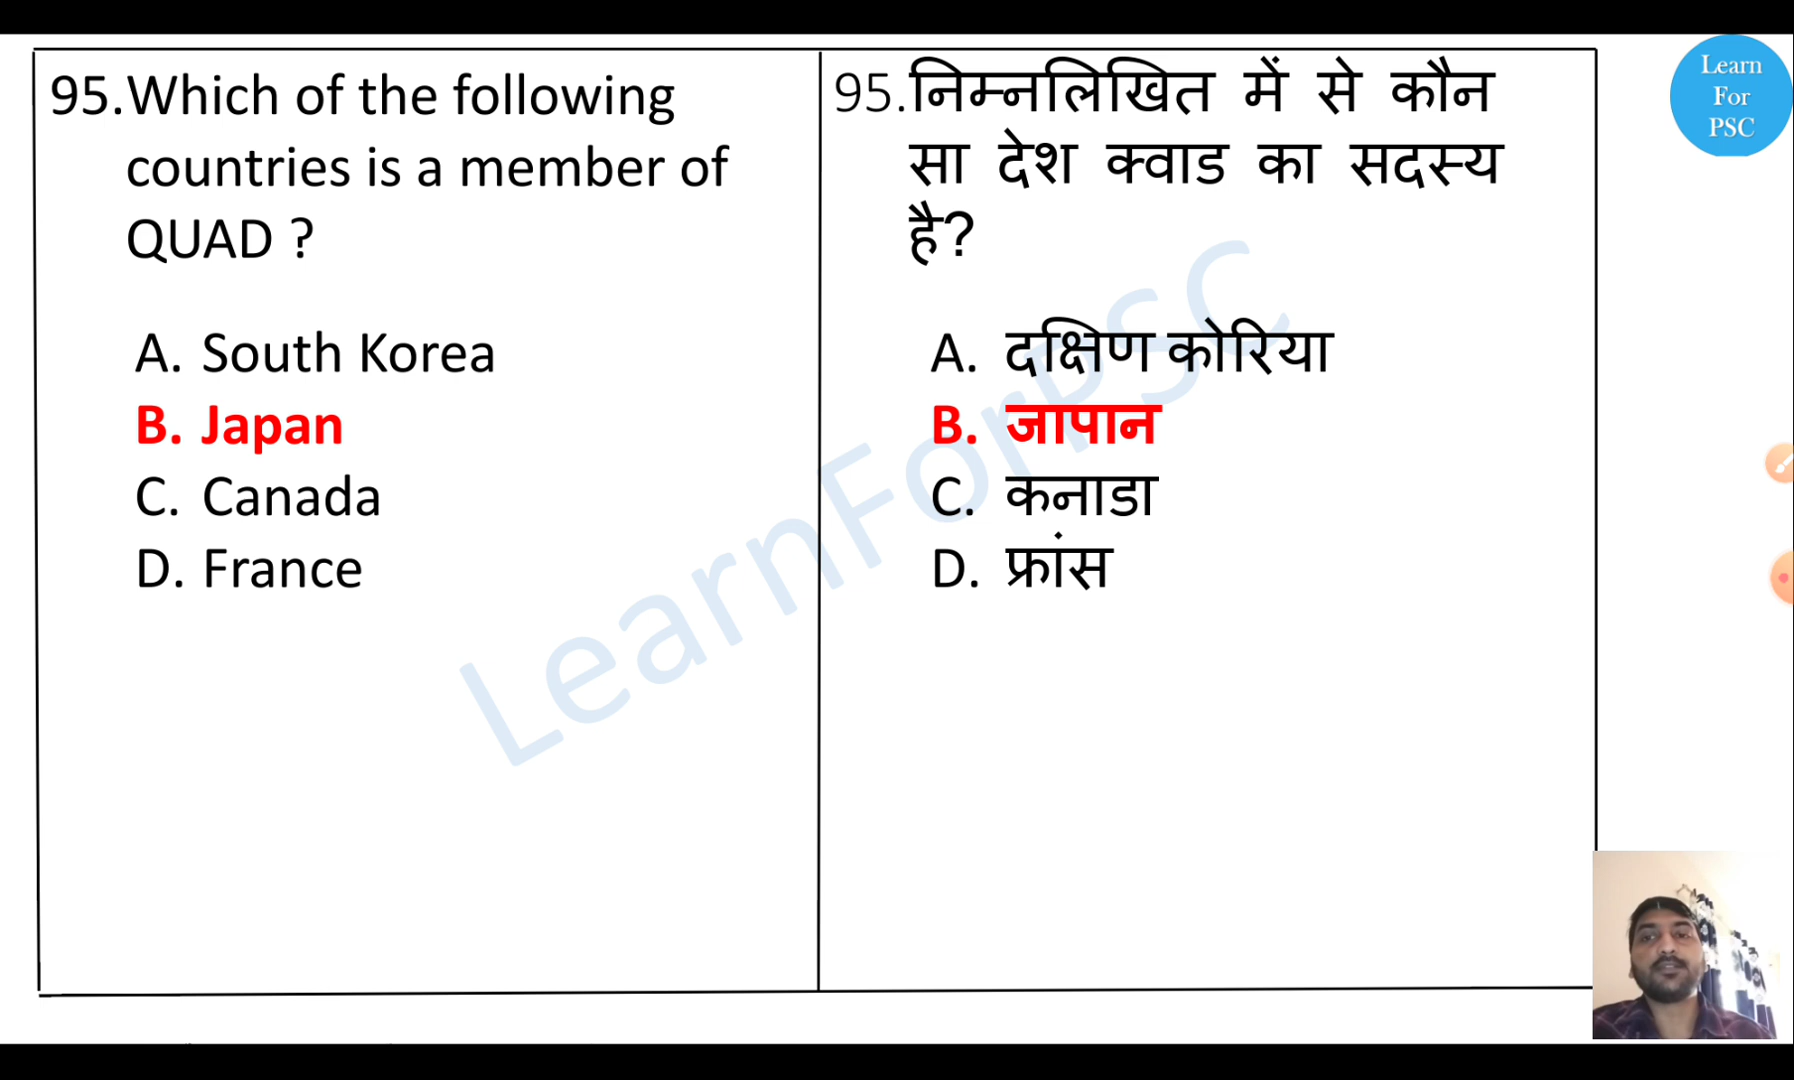 95.Which of the following
countries is a member of
QUAD ?
A. South Korea
B. Japan
C. Canada
D. France
95.निम्नलिखित में से कौन
सा देश क्वाड का सदस्य
है?
A. दक्षिण कोरिया
B. जापान
C. कनाडा
D. फ्रांस
LearnForPSC
Learn
For
PSC